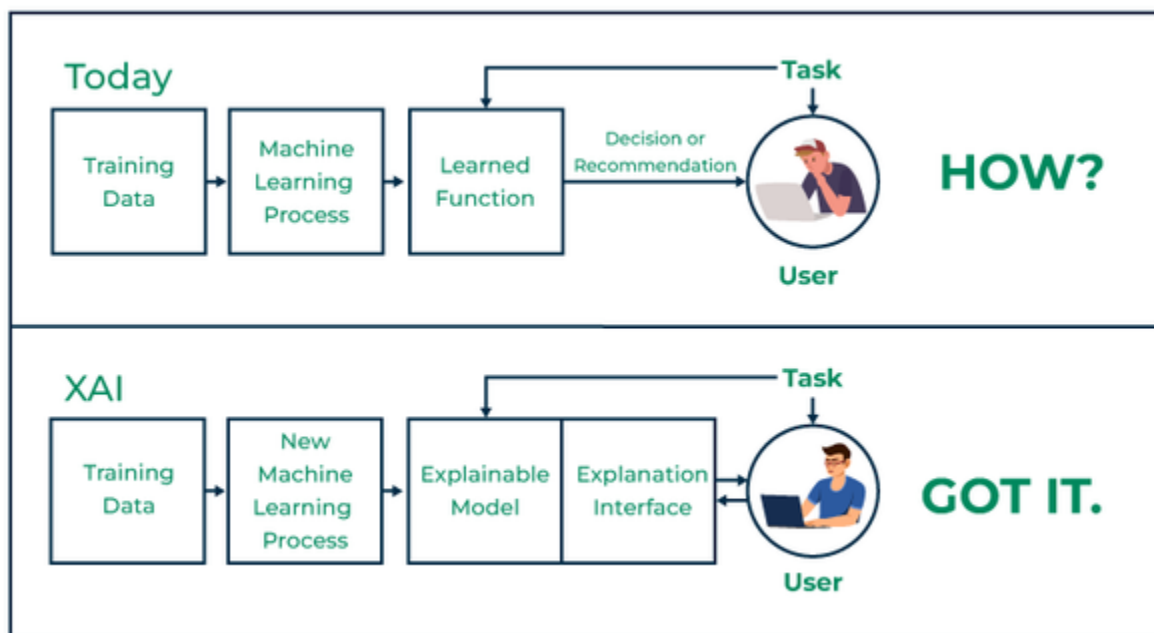 Today
Task
Training
Data
Machine
Learning
Process
Learned
Function
Decision or
Recommendation
HOW?
User
XAI
Task
Training
Data
New
Machine
Learning
Process
Explainable
Model
Explanation
Interface
GOT IT.
User